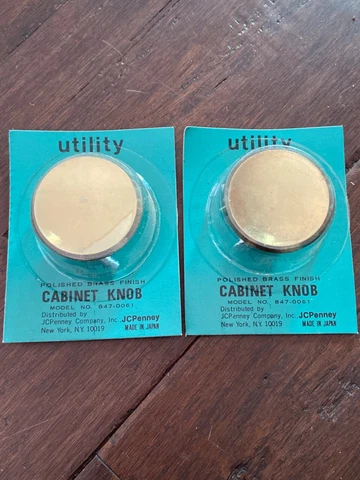 utility
POLISHED BRASS FINISH
CABINET KNOB
MODEL NO. 847-0061
Distributed by
JCPenney Company, Inc., JCPenney
New York, N.Y. 10019 MADE IN JAPAN
utility
POLISHED BRASS FINISH
CABINET KNOB
MODEL NO. 847-0061
Distributed by
JCPenney Company, Inc. JCPenney
New York, N.Y. 10019 MADE IN JAPAN